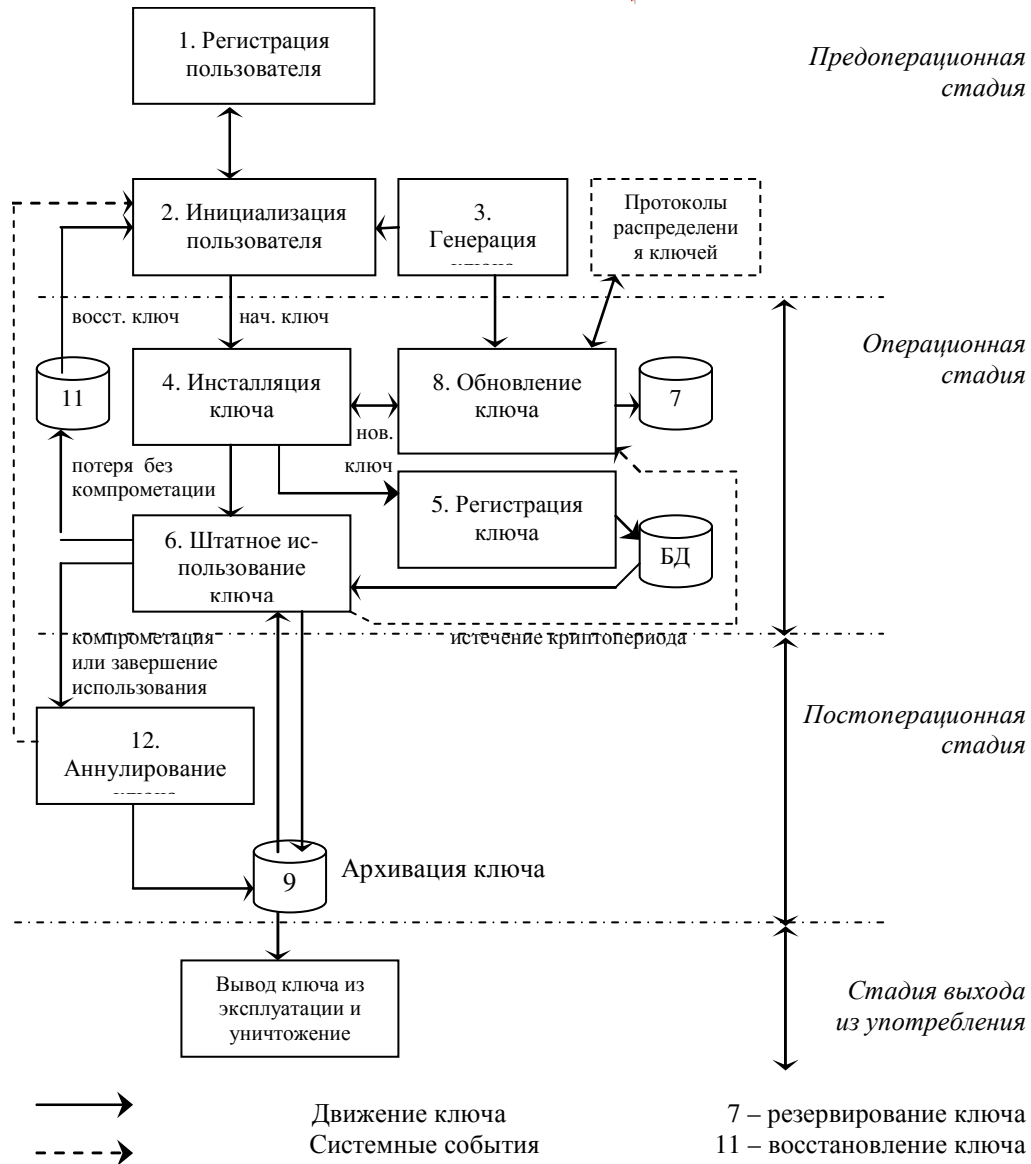 1. Регистрация
пользователя
Предоперационная
стадия
2. Инициализация
пользователя
3.
Генерация
Протоколы
распределени
я ключей
восст. ключ
нач. ключ
Операционная
стадия
11
4. Инсталляция
ключа
8. Обновление
ключа
7
нов.
ключ
потеря без
компрометации
5. Регистрация
ключа
6. Штатное ис-
пользование
ключа
БД
компрометация
или завершение
использования
истечение криптопериода
Постоперационная
стадия
12.
Аннулирование
9
Архивация ключа
Вывод ключа из
эксплуатации и
уничтожение
Стадия выхода
из употребления
Движение ключа
7 – резервирование ключа
Системные события
11 – восстановление ключа